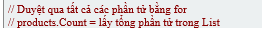 // Duyệt qua tất cả các phần tử bằng for
// products.Count = lấy tổng phần tử trong List